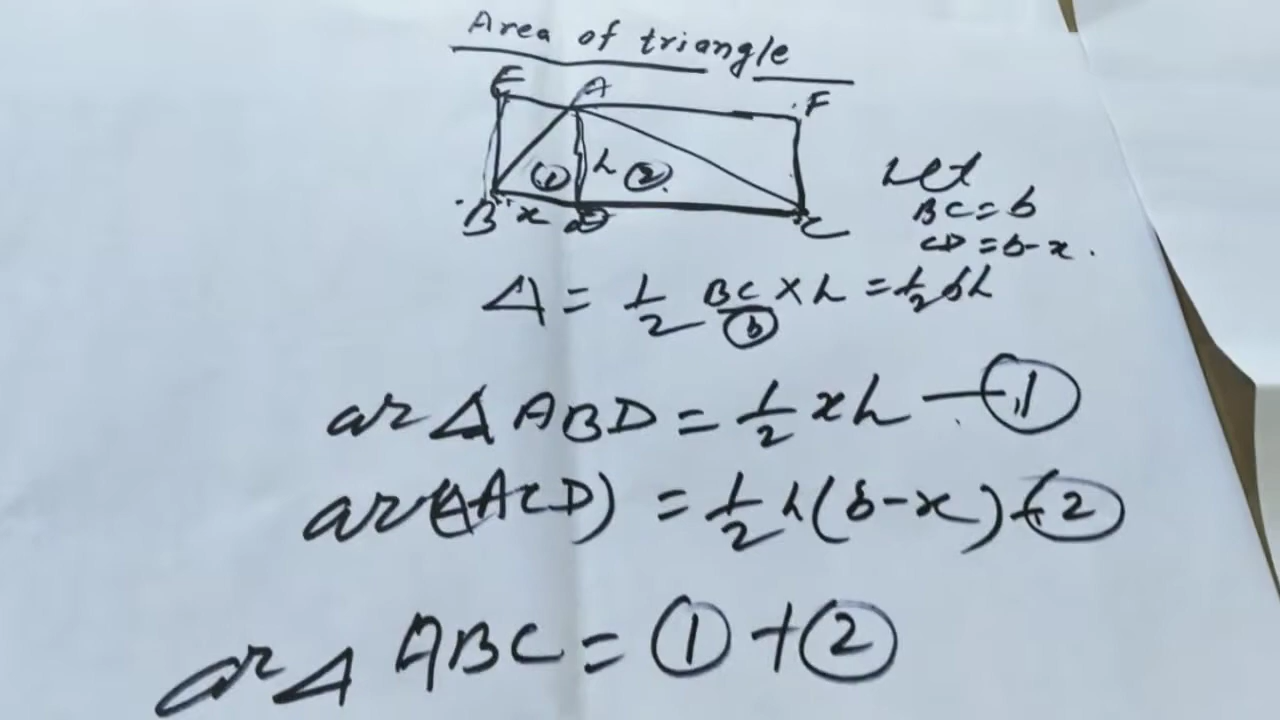 Area of triangle
E A F
① h ②
B x D C
Let
BC = b
CD = b - x.
Δ = 1/2 BC × h = 1/2 bh
ⓑ
ar Δ ABD = 1/2 xh — ①
ar(ΔACD) = 1/2 h(b-x) - ②
ar Δ ABC = ① + ②